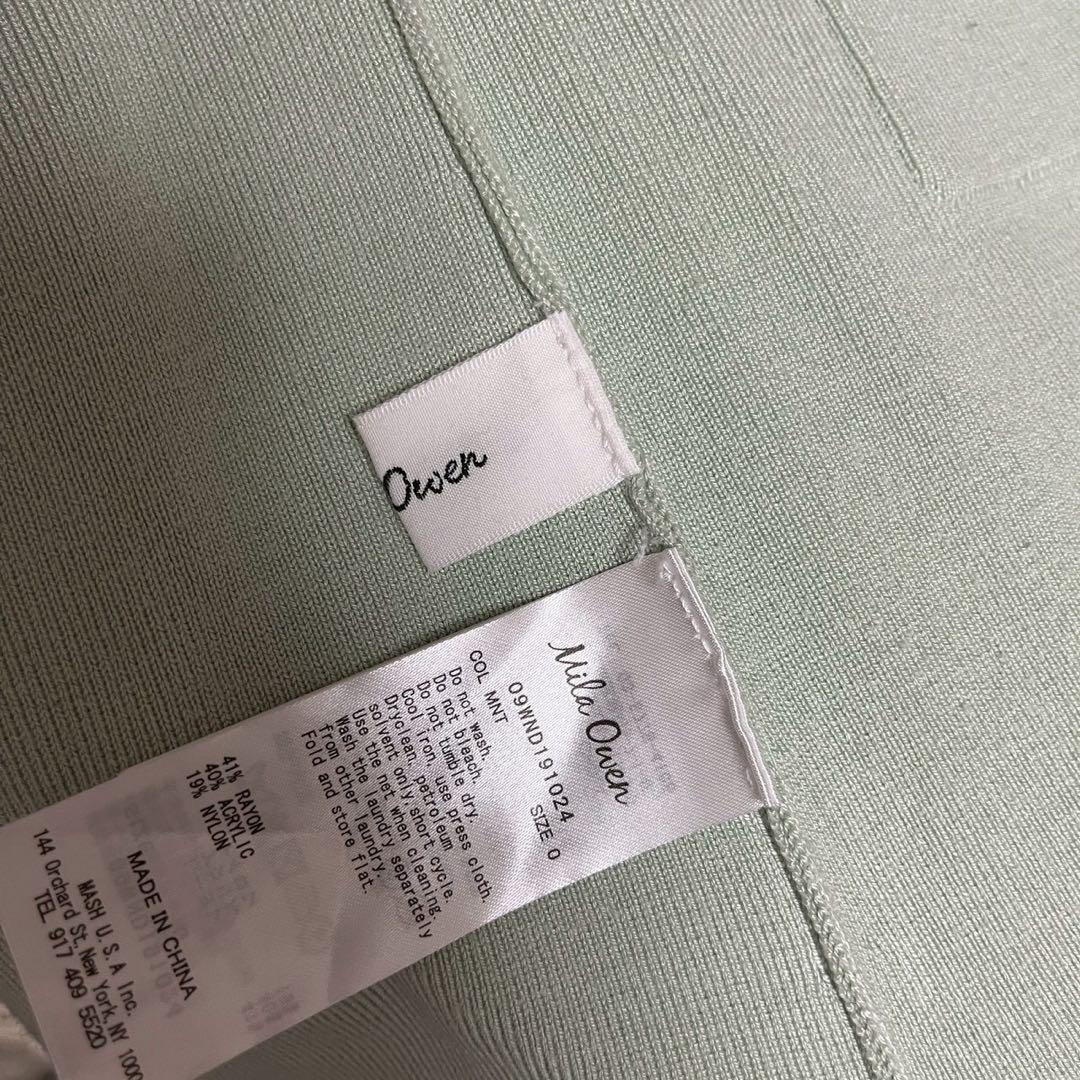 Owen
Mila Owen
09WND191024
COL MNT
SIZE 0
Do not wash.
Do not bleach.
Do not tumble dry.
Cool iron, use press cloth.
Dryclean, petroleum
solvent only, short cycle.
Use the net when cleaning.
Wash the laundry separately
from other laundry.
Fold and store flat.
41% RAYON
40% ACRYLIC
19% NYLON
MADE IN CHINA
MASH U.S.A Inc.
144 Orchard St, New York, NY 1000
TEL 917 409 5520